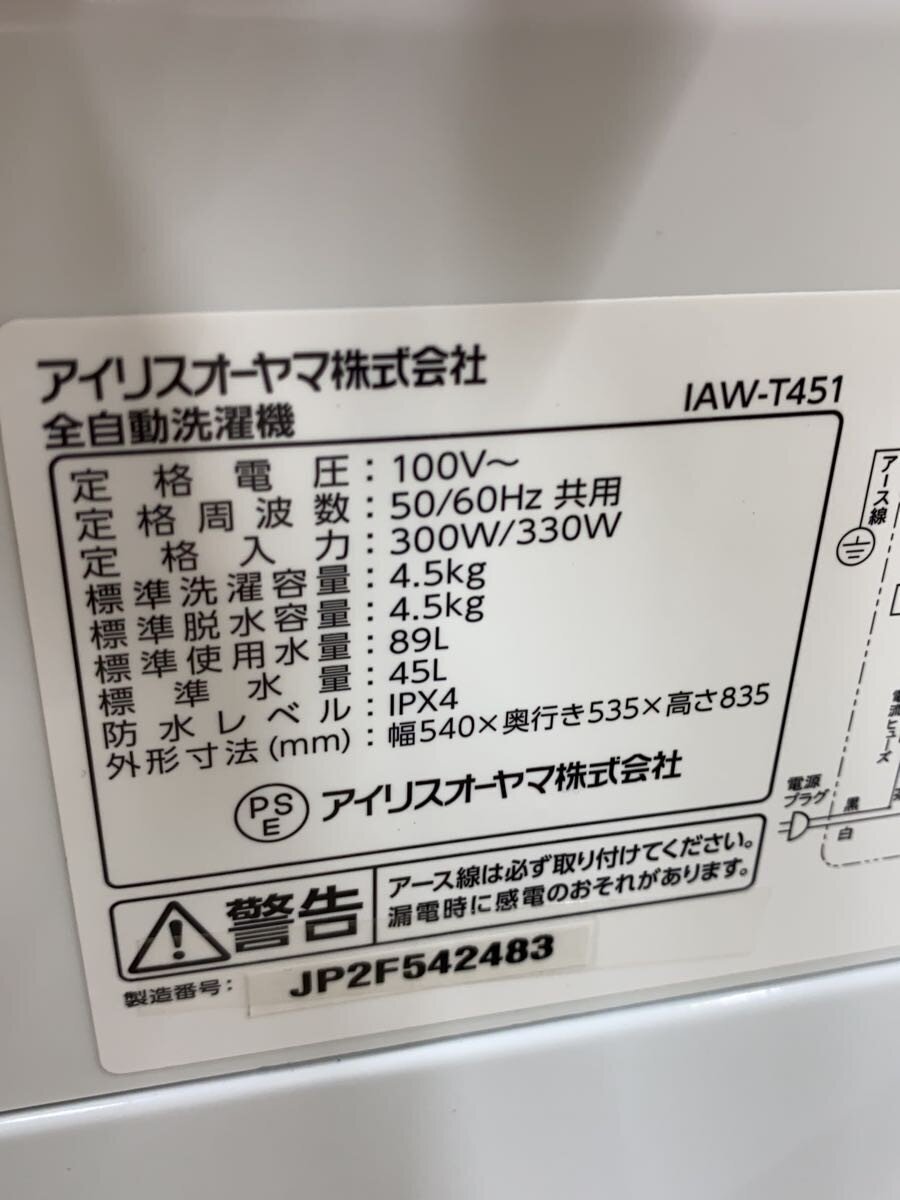 アイリスオーヤマ株式会社
全自動洗濯機
IAW-T451
定格電圧：100V～
定格周波数：50/60Hz 共用
定格入力：300W/330W
標準洗濯容量：4.5kg
標準脱水容量：4.5kg
標準使用水量：89L
標準水量：45L
防水レベル：IPX4
外形寸法(mm)：幅540×奥行き535×高さ835
PSE
アイリスオーヤマ株式会社
警告
アース線は必ず取り付けてください。
漏電時に感電のおそれがあります。
製造番号：
JP2F542483
アース線
電流ヒューズ
電源
プラグ
黒
白